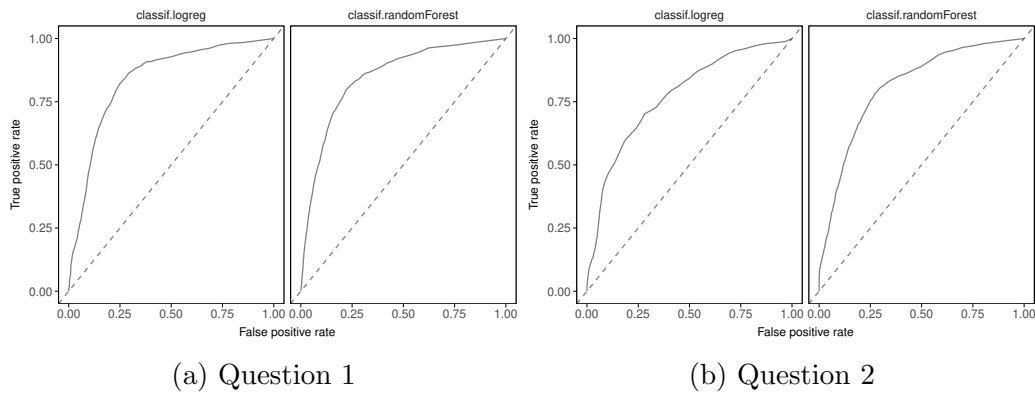 classif.logreg classif.randomForest
True positive rate
1.00
0.75
0.50
0.25
0.00
0.00 0.25 0.50 0.75 1.00 0.00 0.25 0.50 0.75 1.00
False positive rate
(a) Question 1
classif.logreg classif.randomForest
True positive rate
1.00
0.75
0.50
0.25
0.00
0.00 0.25 0.50 0.75 1.00 0.00 0.25 0.50 0.75 1.00
False positive rate
(b) Question 2